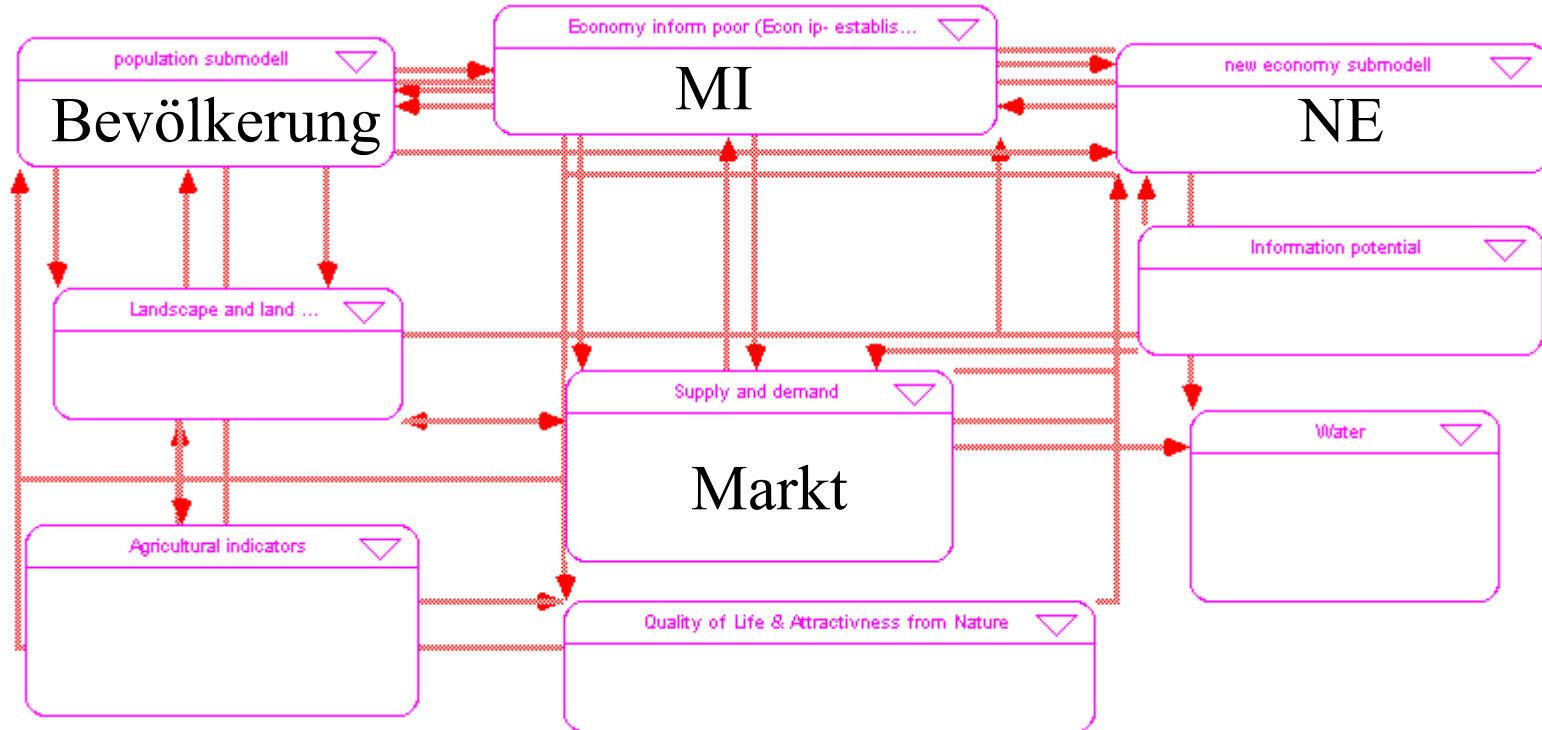 population submodell
Bevölkerung
Economy inform poor (Econ ip- establis...
MI
new economy submodell
NE
Information potential
Landscape and land ...
Supply and demand
Markt
Water
Agricultural indicators
Quality of Life & Attractivness from Nature